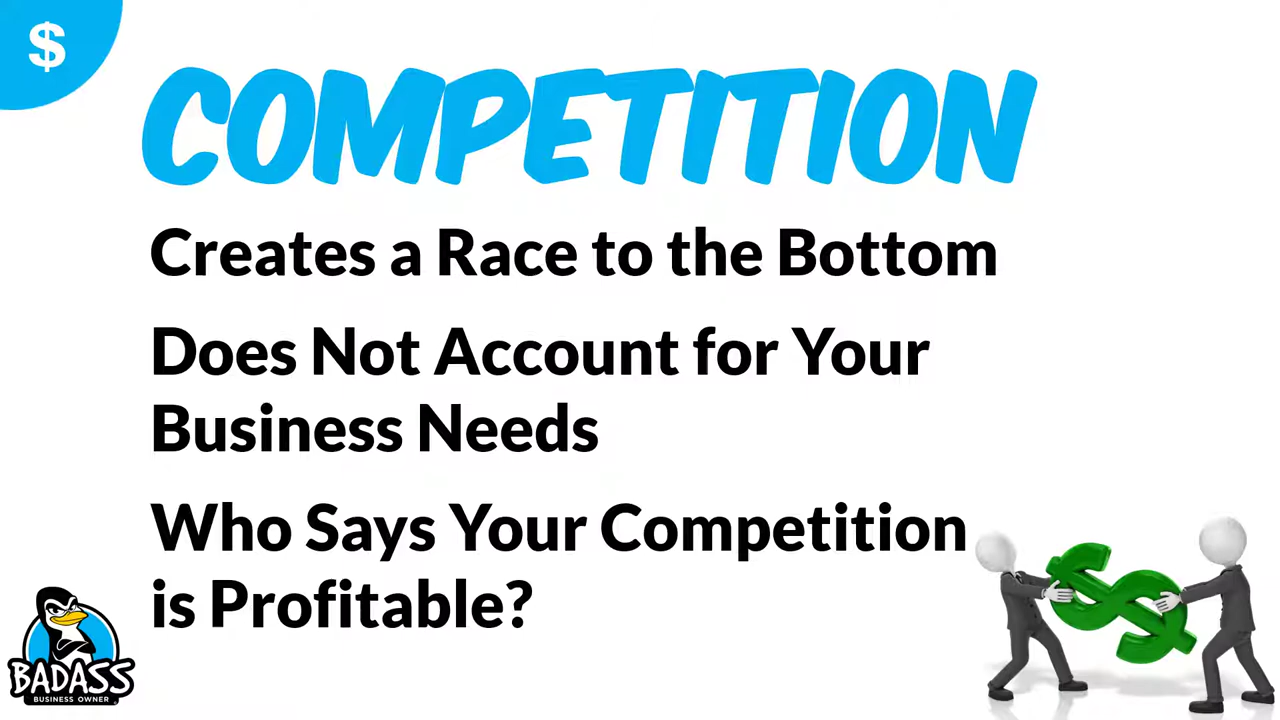 $
COMPETITION
Creates a Race to the Bottom
Does Not Account for Your
Business Needs
Who Says Your Competition
is Profitable?
$
BADASS
BUSINESS OWNER